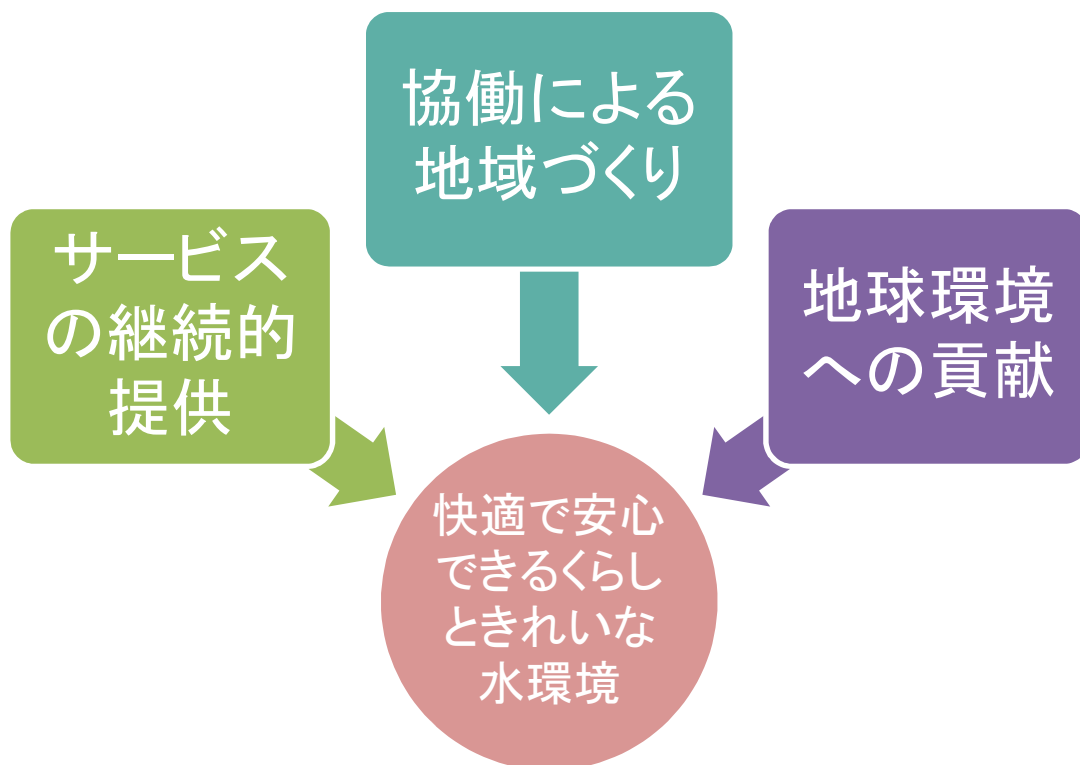 協働による
地域づくり
サービス
の継続的
提供
地球環境
への貢献
快適で安心
できるくらし
ときれいな
水環境